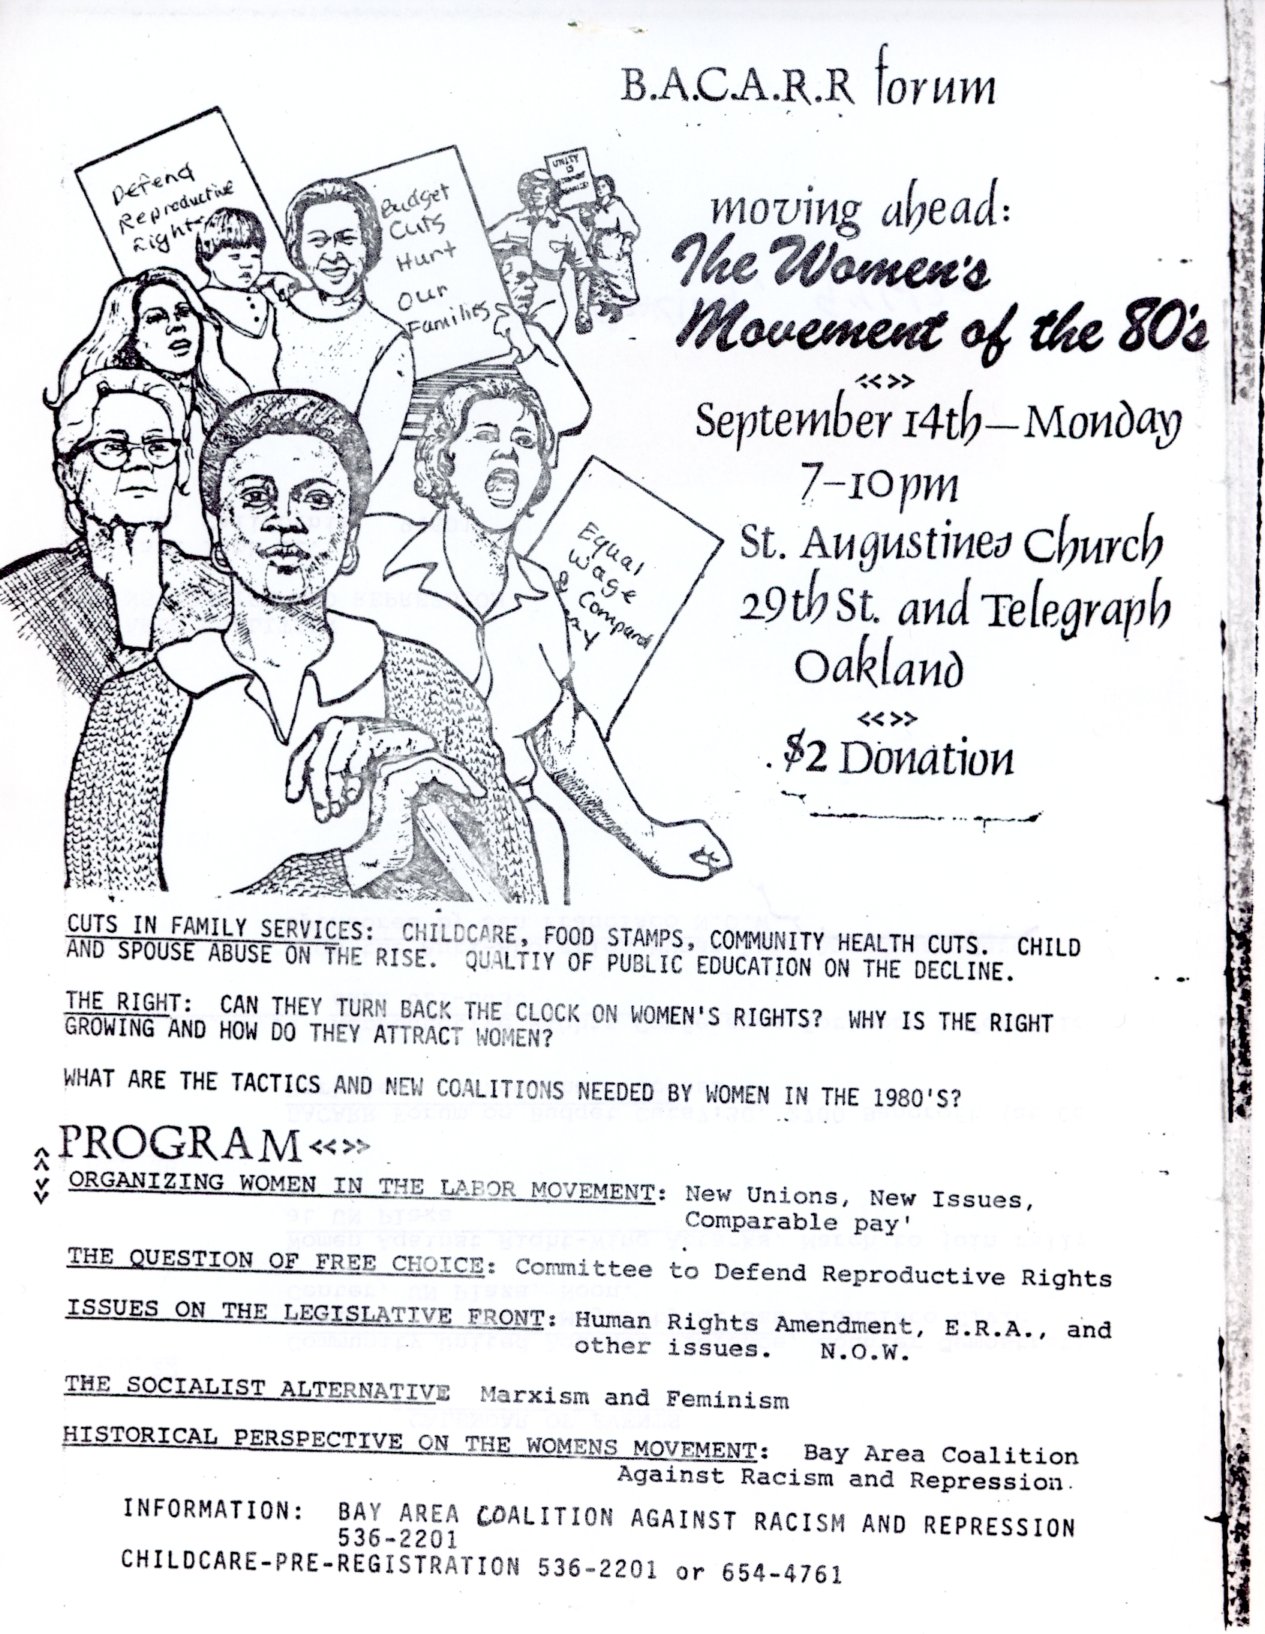 B.A.C.A.R.R forum
moving ahead:
The Women's
Movement of the 80's
<< >>
September 14th—Monday
7-10pm
St. Augustines Church
29th St. and Telegraph
Oakland
<< >>
$2 Donation
Defend
Reproductive
Right
Budget
Cuts
Hurt
Our
Families
UNITY
IS
Equal
Wage
& Comparable
Pay
CUTS IN FAMILY SERVICES: CHILDCARE, FOOD STAMPS, COMMUNITY HEALTH CUTS. CHILD
AND SPOUSE ABUSE ON THE RISE. QUALTIY OF PUBLIC EDUCATION ON THE DECLINE.
THE RIGHT: CAN THEY TURN BACK THE CLOCK ON WOMEN'S RIGHTS? WHY IS THE RIGHT
GROWING AND HOW DO THEY ATTRACT WOMEN?
WHAT ARE THE TACTICS AND NEW COALITIONS NEEDED BY WOMEN IN THE 1980'S?
PROGRAM << >>
ORGANIZING WOMEN IN THE LABOR MOVEMENT: New Unions, New Issues,
Comparable pay'
THE QUESTION OF FREE CHOICE: Committee to Defend Reproductive Rights
ISSUES ON THE LEGISLATIVE FRONT: Human Rights Amendment, E.R.A., and
other issues. N.O.W.
THE SOCIALIST ALTERNATIVE Marxism and Feminism
HISTORICAL PERSPECTIVE ON THE WOMENS MOVEMENT: Bay Area Coalition
Against Racism and Repression.
INFORMATION: BAY AREA COALITION AGAINST RACISM AND REPRESSION
536-2201
CHILDCARE-PRE-REGISTRATION 536-2201 or 654-4761